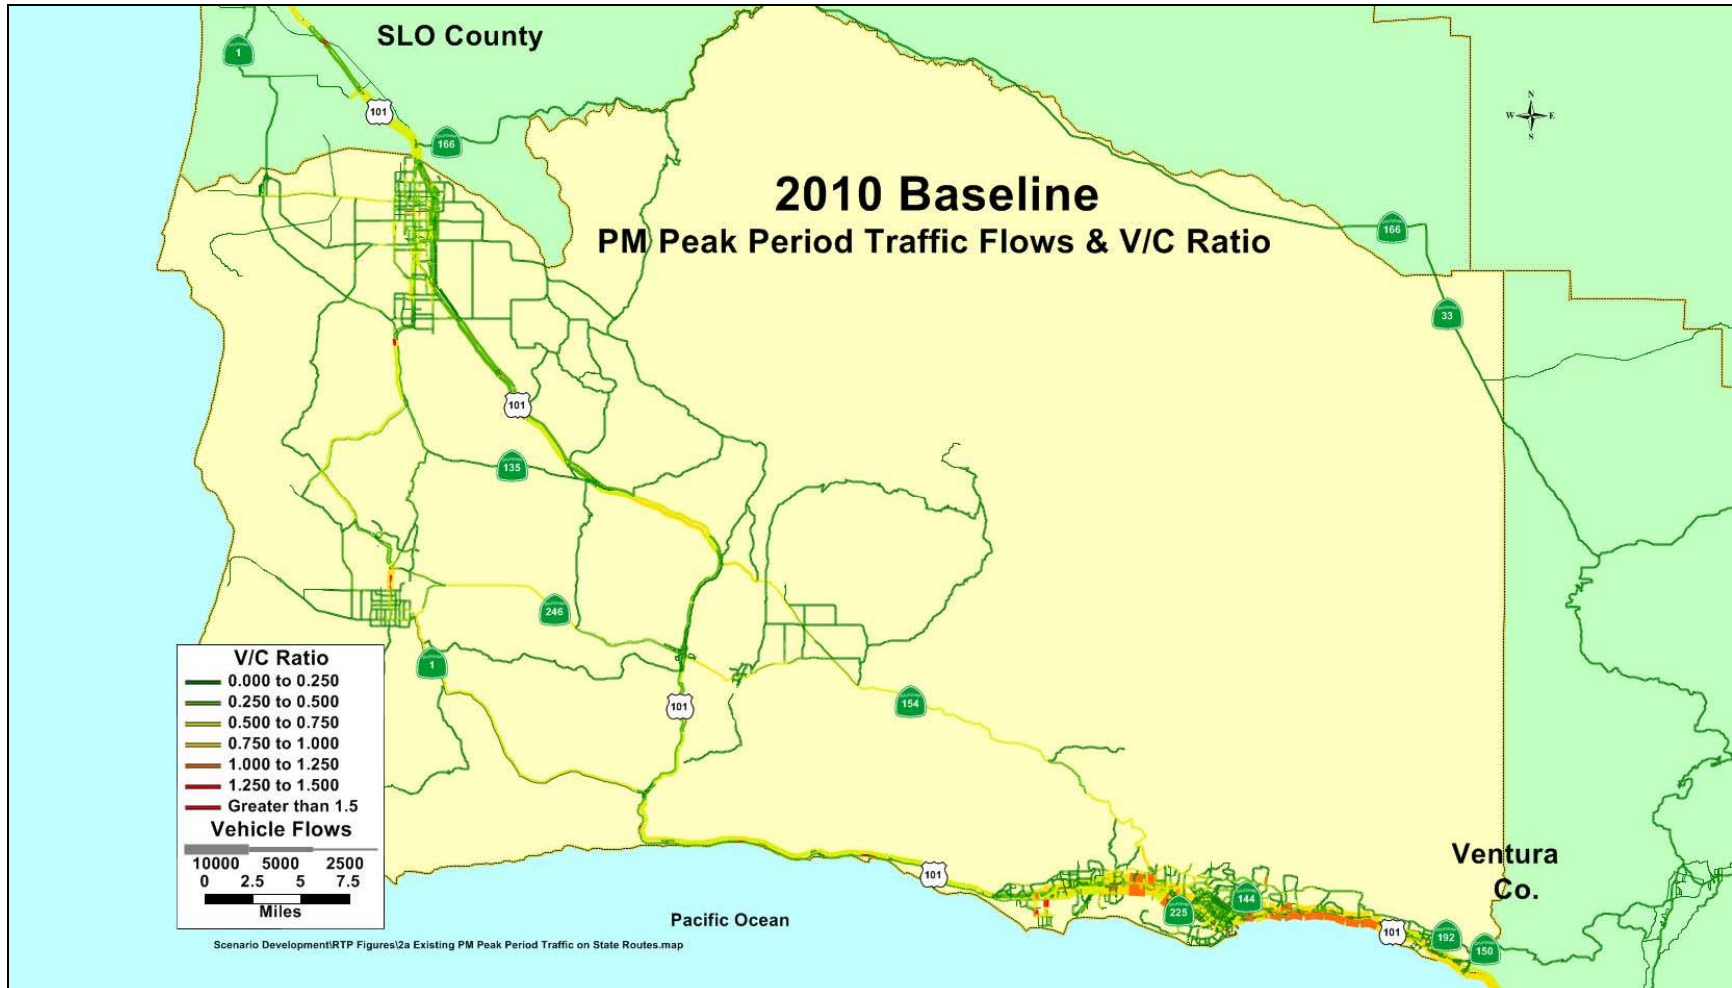 SLO County
1
101
166
N
W E
S
2010 Baseline
PM Peak Period Traffic Flows & V/C Ratio
166
33
101
135
246
1
101
154
V/C Ratio
0.000 to 0.250
0.250 to 0.500
0.500 to 0.750
0.750 to 1.000
1.000 to 1.250
1.250 to 1.500
Greater than 1.5
Vehicle Flows
10000 5000 2500
0 2.5 5 7.5
Miles
101
Ventura
Co.
144
225
101
192
150
Pacific Ocean
Scenario Development\RTP Figures\2a Existing PM Peak Period Traffic on State Routes.map